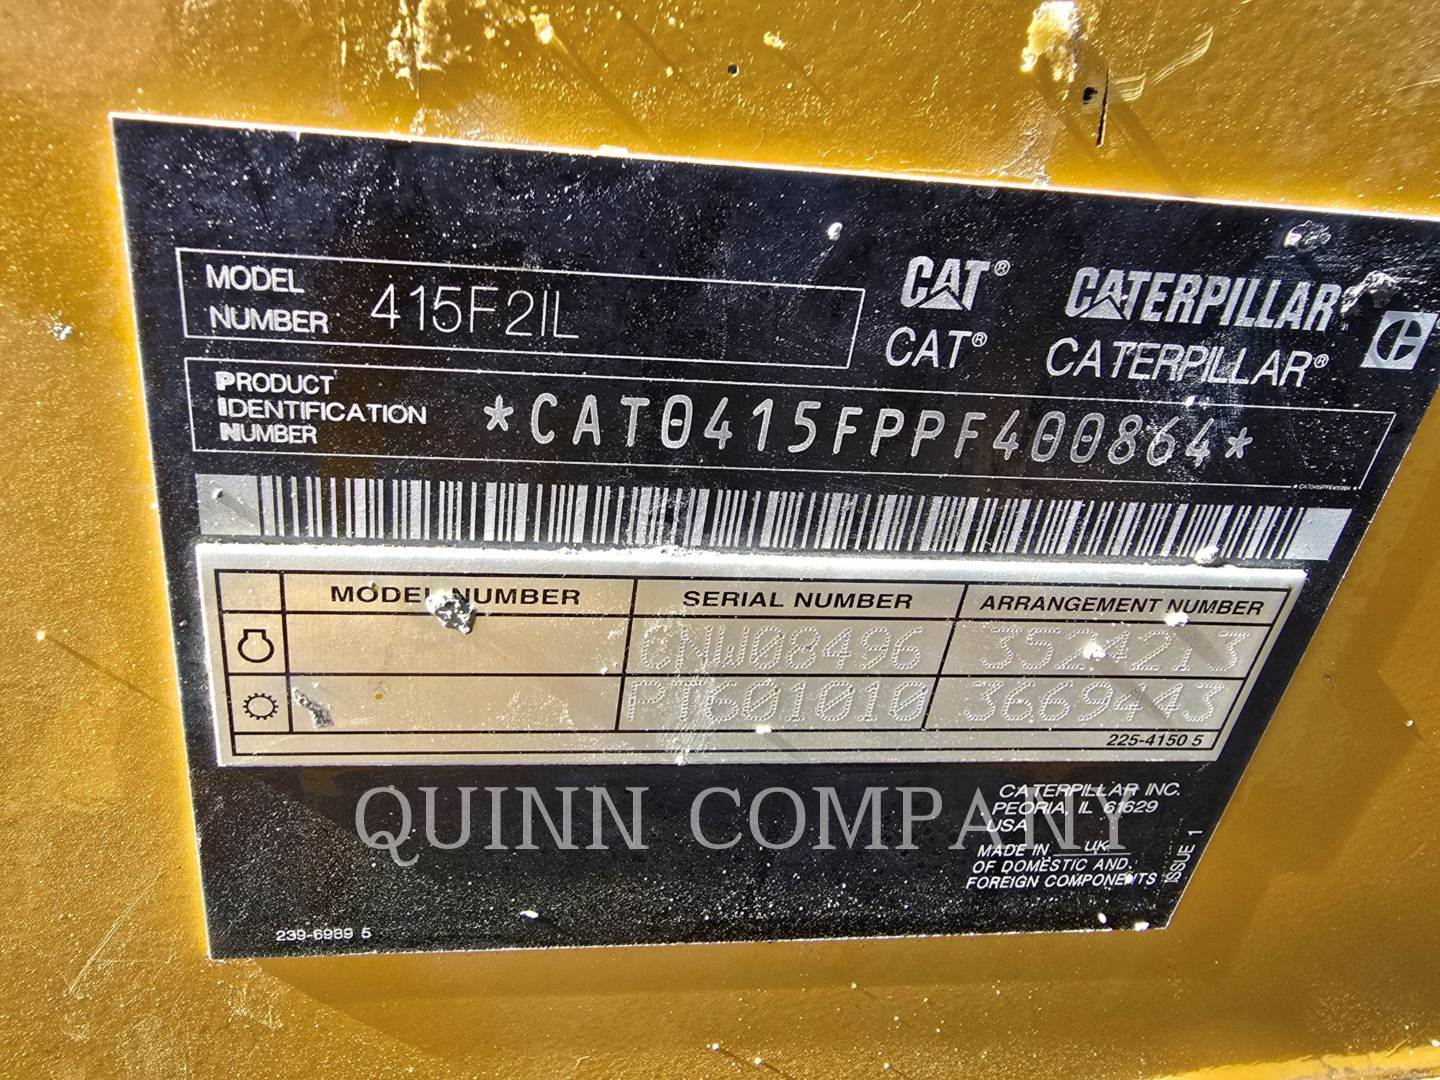 MODEL
NUMBER 415F2IL
CAT® CATERPILLAR®
CAT® CATERPILLAR®
PRODUCT
IDENTIFICATION
NUMBER
*CAT0415FPPF400864*
*CAT0415FPPF400864*
MODEL NUMBER SERIAL NUMBER ARRANGEMENT NUMBER
3524213
PT601010 3669443
225-4150 5
CATERPILLAR INC.
PEORIA, IL 61629
USA
MADE IN UK
OF DOMESTIC AND
FOREIGN COMPONENTS
ISSUE 1
239-6989 5
QUINN COMPANY